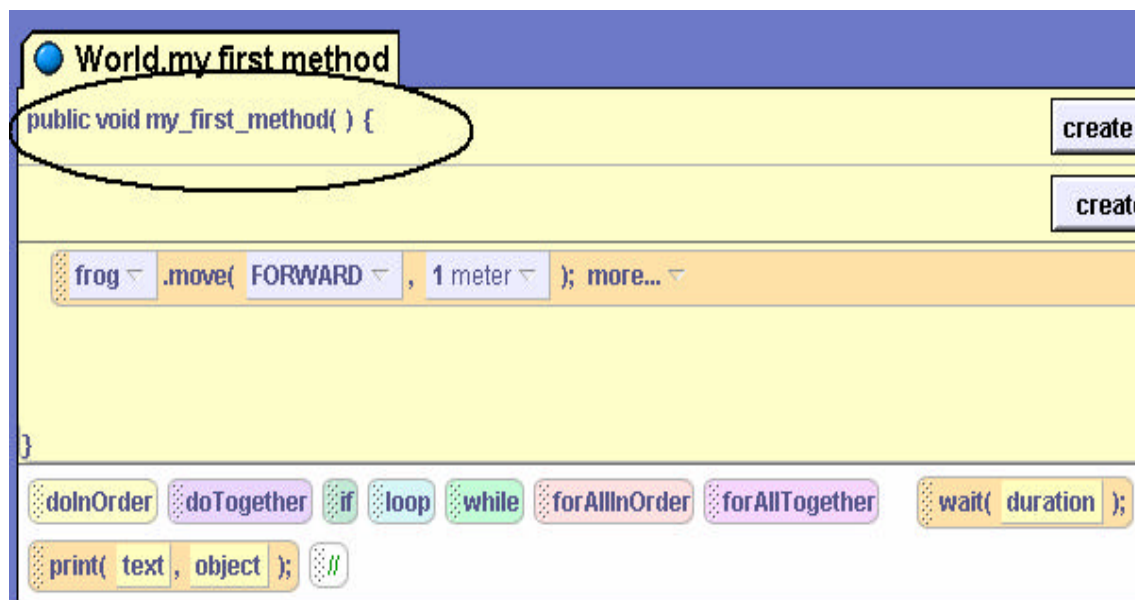 World.my first method
public void my_first_method( ) {
create
frog .move( FORWARD , 1 meter ); more...
}
doInOrder doTogether if loop while forAllInOrder forAllTogether wait( duration );
print( text , object ); //